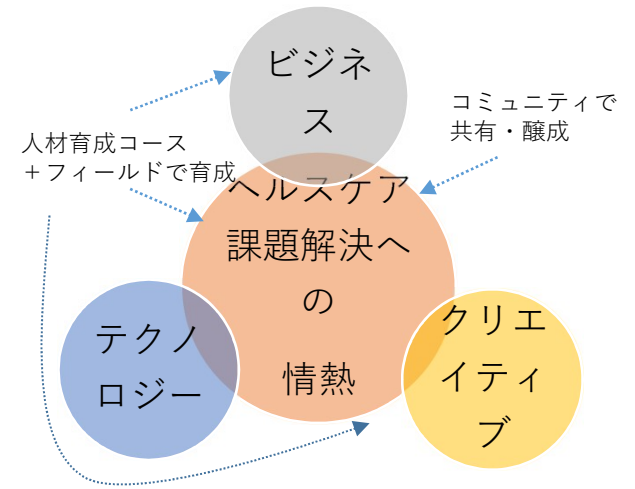 ビジネ
ス
コミュニティで
共有・醸成
人材育成コース
＋フィールドで育成
ヘルスケア
課題解決へ
の
情熱
テクノ
ロジー
クリエ
イティ
ブ